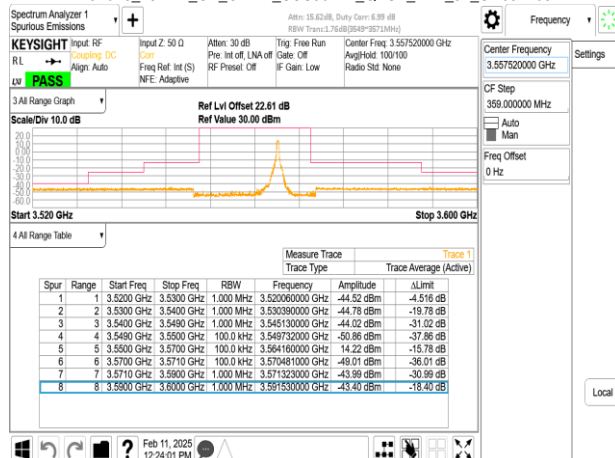 Spectrum Analyzer 1
Spurious Emissions
Attn: 15.62dB, Duty Corr: 6.99 dB
RBW Trans:1.76dB(3549*3571MHz)
Frequency
Settings
KEYSIGHT
Input: RF
Coupling: DC
Align: Auto
Input Z: 50 Ω
Corr
Freq Ref: Int (S)
NFE: Adaptive
Atten: 30 dB
Pre: Int off, LNA off
RF Preset: Off
Trig: Free Run
Gate: Off
IF Gain: Low
Center Freq: 3.557520000 GHz
Avg|Hold: 100/100
Radio Std: None
RL
PASS
Center Frequency
3.557520000 GHz
CF Step
359.000000 MHz
Auto
Man
Freq Offset
0 Hz
3 All Range Graph
Scale/Div 10.0 dB
Ref Lvl Offset 22.61 dB
Ref Value 30.00 dBm
20.0
10.0
0.00
-10.0
-20.0
-30.0
-40.0
-50.0
-60.0
Start 3.520 GHz
Stop 3.600 GHz
4 All Range Table
Measure Trace Trace 1
Trace Type Trace Average (Active)
Spur Range Start Freq Stop Freq RBW Frequency Amplitude ΔLimit
1 1 3.5200 GHz 3.5300 GHz 1.000 MHz 3.520060000 GHz -44.52 dBm -4.516 dB
2 2 3.5300 GHz 3.5400 GHz 1.000 MHz 3.530390000 GHz -44.78 dBm -19.78 dB
3 3 3.5400 GHz 3.5490 GHz 1.000 MHz 3.545130000 GHz -44.02 dBm -31.02 dB
4 4 3.5490 GHz 3.5500 GHz 100.0 kHz 3.549732000 GHz -50.86 dBm -37.86 dB
5 5 3.5500 GHz 3.5700 GHz 100.0 kHz 3.564160000 GHz 14.22 dBm -15.78 dB
6 6 3.5700 GHz 3.5710 GHz 100.0 kHz 3.570481000 GHz -49.01 dBm -36.01 dB
7 7 3.5710 GHz 3.5900 GHz 1.000 MHz 3.571323000 GHz -43.99 dBm -30.99 dB
8 8 3.5900 GHz 3.6000 GHz 1.000 MHz 3.591530000 GHz -43.40 dBm -18.40 dB
Local
Feb 11, 2025
12:24:01 PM